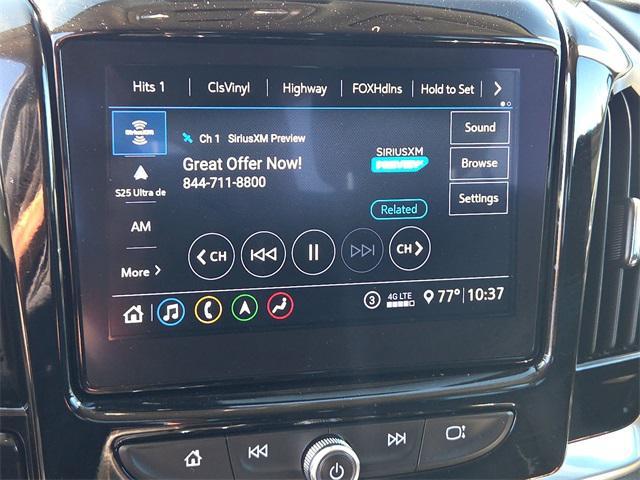 Hits 1 ClsVinyl Highway FOXHdlns Hold to Set
SiriusXM
Ch 1 SiriusXM Preview
Great Offer Now!
844-711-8800
SIRIUSXM
PREVIEW
Related
Sound
Browse
Settings
S25 Ultra de
AM
More
CH
CH
3 4G LTE 77° 10:37